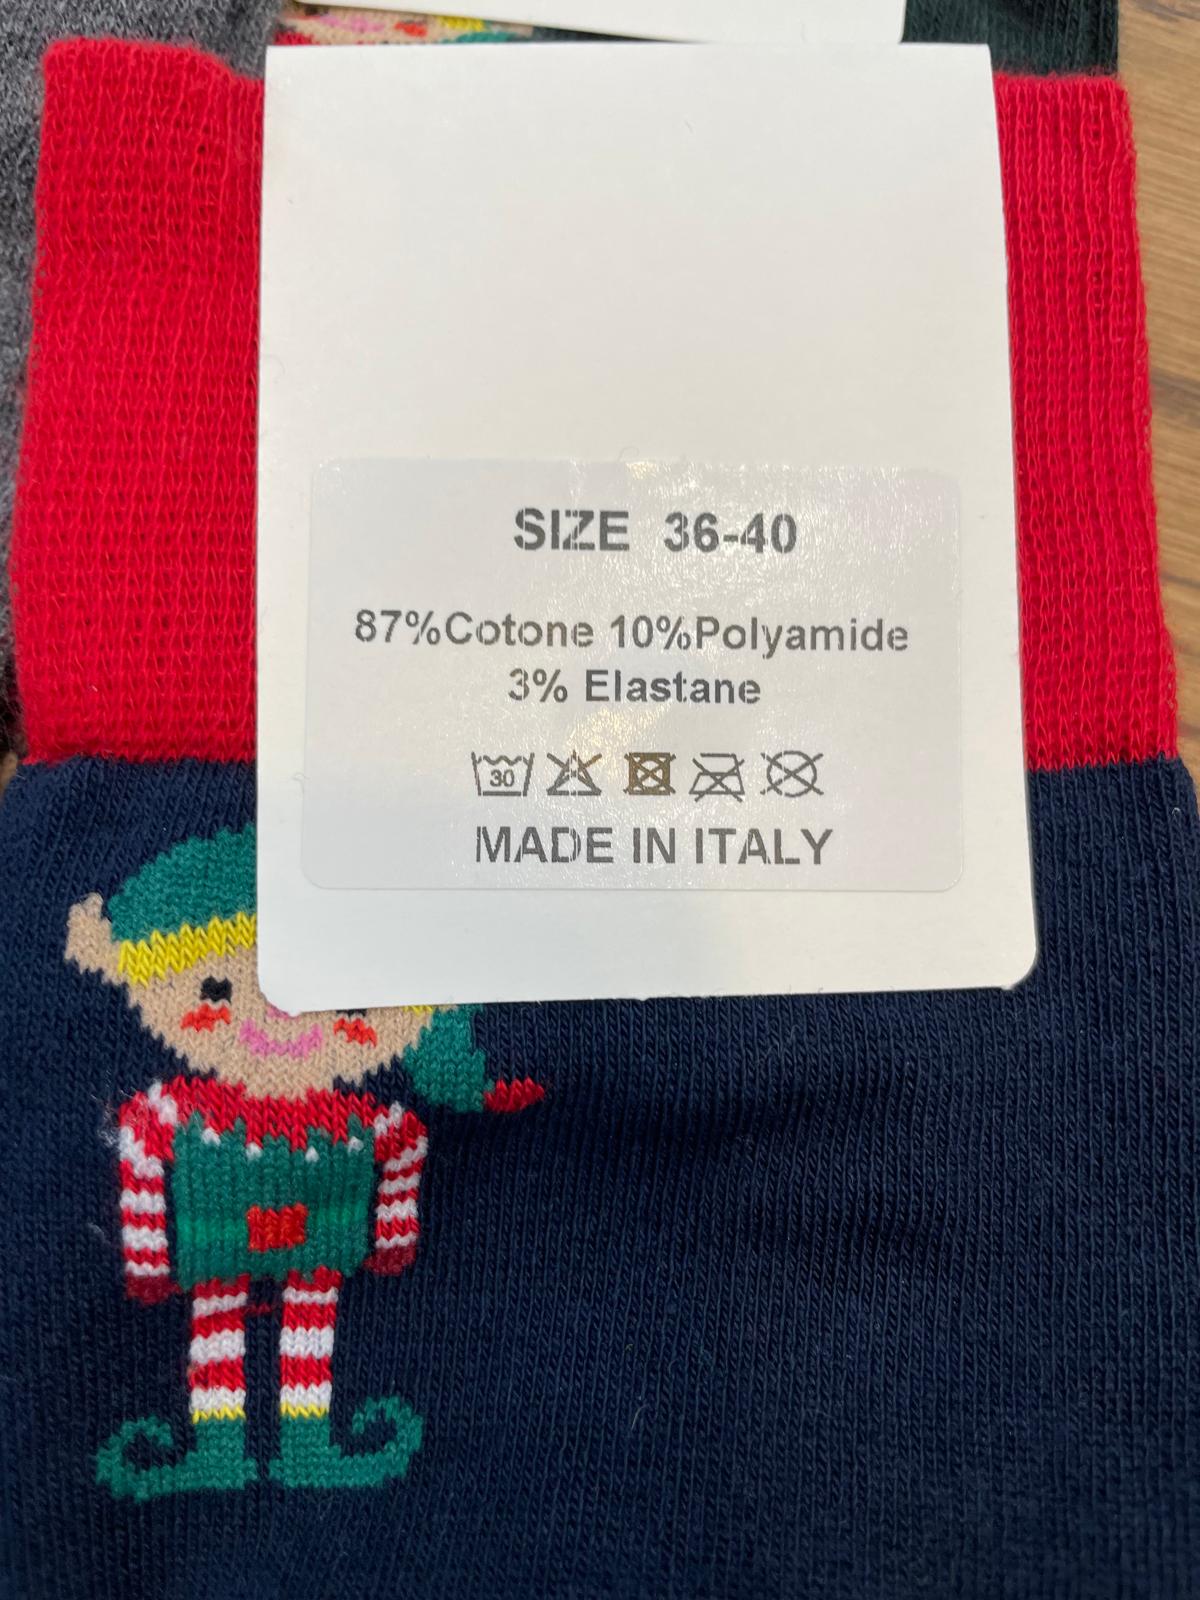 SIZE 36-40
87%Cotone 10%Polyamide
3% Elastane
30
MADE IN ITALY